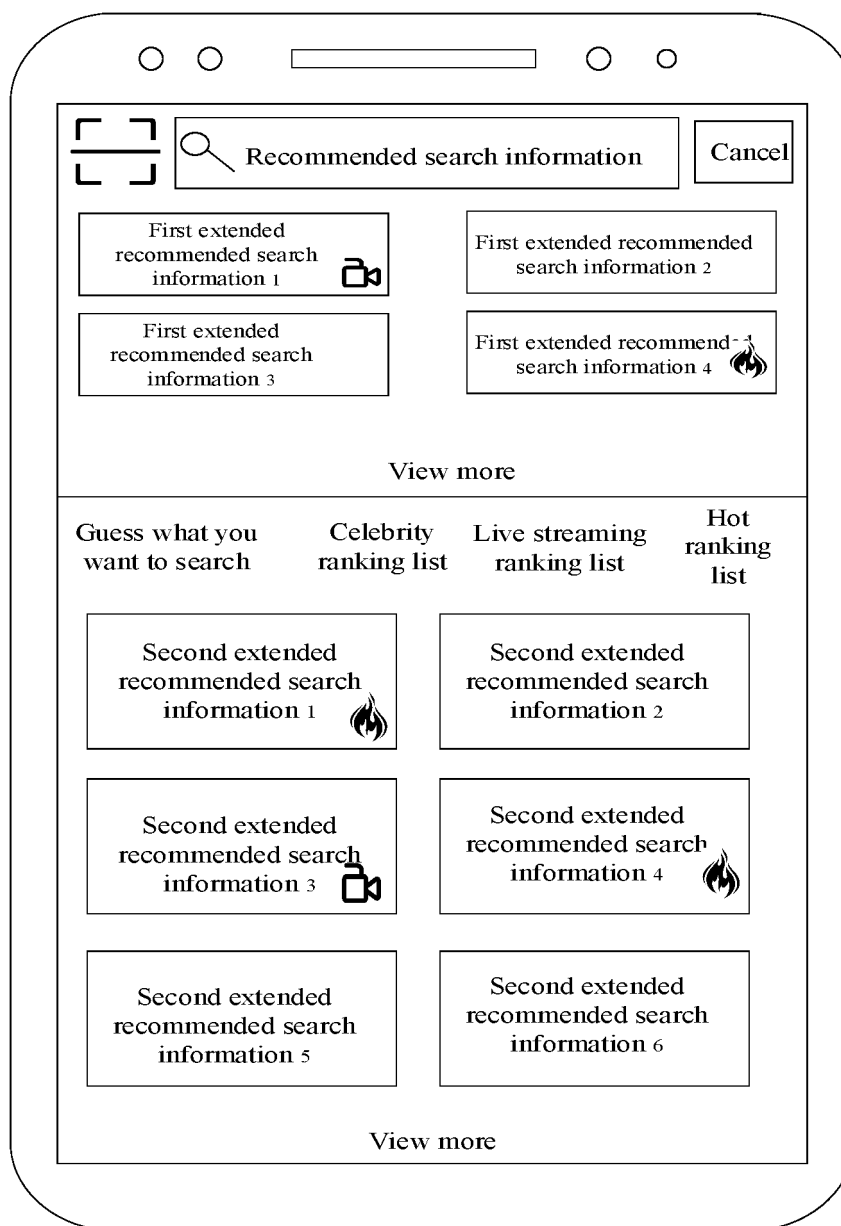 Recommended search information
Cancel
First extended
recommended search
information 1
First extended recommended
search information 2
First extended
recommended search
information 3
First extended recommended
search information 4
View more
Guess what you
want to search
Celebrity
ranking list
Live streaming
ranking list
Hot
ranking
list
Second extended
recommended search
information 1
Second extended
recommended search
information 2
Second extended
recommended search
information 3
Second extended
recommended search
information 4
Second extended
recommended search
information 5
Second extended
recommended search
information 6
View more